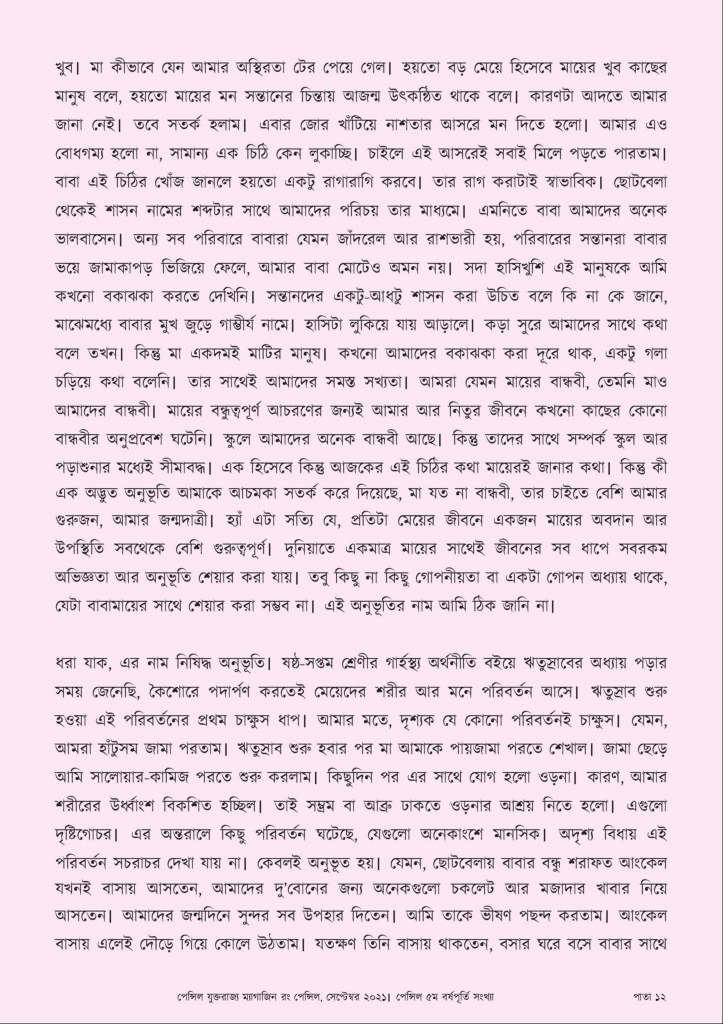 খুব। মা কীভাবে যেন আমার অস্থিরতা টের পেয়ে গেল। হয়তো বড় মেয়ে হিসেবে মায়ের খুব কাছের
মানুষ বলে, হয়তো মায়ের মন সন্তানের চিন্তায় আজন্ম উৎকন্ঠিত থাকে বলে। কারণটা আদতে আমার
জানা নেই। তবে সতর্ক হলাম। এবার জোর খাঁটিয়ে নাশতার আসরে মন দিতে হলো। আমার এও
বোধগম্য হলো না, সামান্য এক চিঠি কেন লুকাচ্ছি। চাইলে এই আসরেই সবাই মিলে পড়তে পারতাম।
বাবা এই চিঠির খোঁজ জানলে হয়তো একটু রাগারাগি করবে। তার রাগ করাটাই স্বাভাবিক। ছোটবেলা
থেকেই শাসন নামের শব্দটার সাথে আমাদের পরিচয় তার মাধ্যমে। এমনিতে বাবা আমাদের অনেক
ভালবাসেন। অন্য সব পরিবারে বাবারা যেমন জাঁদরেল আর রাশভারী হয়, পরিবারের সন্তানরা বাবার
ভয়ে জামাকাপড় ভিজিয়ে ফেলে, আমার বাবা মোটেও অমন নয়। সদা হাসিখুশি এই মানুষকে আমি
কখনো বকাঝকা করতে দেখিনি। সন্তানদের একটু-আধটু শাসন করা উচিত বলে কি না কে জানে,
মাঝেমধ্যে বাবার মুখ জুড়ে গাম্ভীর্য নামে। হাসিটা লুকিয়ে যায় আড়ালে। কড়া সুরে আমাদের সাথে কথা
বলে তখন। কিন্তু মা একদমই মাটির মানুষ। কখনো আমাদের বকাঝকা করা দূরে থাক, একটু গলা
চড়িয়ে কথা বলেনি। তার সাথেই আমাদের সমস্ত সখ্যতা। আমরা যেমন মায়ের বান্ধবী, তেমনি মাও
আমাদের বান্ধবী। মায়ের বন্ধুত্বপূর্ণ আচরণের জন্যই আমার আর নিতুর জীবনে কখনো কাছের কোনো
বান্ধবীর অনুপ্রবেশ ঘটেনি। স্কুলে আমাদের অনেক বান্ধবী আছে। কিন্তু তাদের সাথে সম্পর্ক স্কুল আর
পড়াশুনার মধ্যেই সীমাবদ্ধ। এক হিসেবে কিন্তু আজকের এই চিঠির কথা মায়েরই জানার কথা। কিন্তু কী
এক অদ্ভুত অনুভূতি আমাকে আচমকা সতর্ক করে দিয়েছে, মা যত না বান্ধবী, তার চাইতে বেশি আমার
গুরুজন, আমার জন্মদাত্রী। হ্যাঁ এটা সত্যি যে, প্রতিটা মেয়ের জীবনে একজন মায়ের অবদান আর
উপস্থিতি সবথেকে বেশি গুরুত্বপূর্ণ। দুনিয়াতে একমাত্র মায়ের সাথেই জীবনের সব ধাপে সবরকম
অভিজ্ঞতা আর অনুভূতি শেয়ার করা যায়। তবু কিছু না কিছু গোপনীয়তা বা একটা গোপন অধ্যায় থাকে,
যেটা বাবামায়ের সাথে শেয়ার করা সম্ভব না। এই অনুভূতির নাম আমি ঠিক জানি না।
ধরা যাক, এর নাম নিষিদ্ধ অনুভূতি। ষষ্ঠ-সপ্তম শ্রেণীর গার্হস্থ্য অর্থনীতি বইয়ে ঋতুস্রাবের অধ্যায় পড়ার
সময় জেনেছি, কৈশোরে পদার্পণ করতেই মেয়েদের শরীর আর মনে পরিবর্তন আসে। ঋতুস্রাব শুরু
হওয়া এই পরিবর্তনের প্রথম চাক্ষুস ধাপ। আমার মতে, দৃশ্যক যে কোনো পরিবর্তনই চাক্ষুস। যেমন,
আমরা হাঁটুসম জামা পরতাম। ঋতুস্রাব শুরু হবার পর মা আমাকে পায়জামা পরতে শেখাল। জামা ছেড়ে
আমি সালোয়ার-কামিজ পরতে শুরু করলাম। কিছুদিন পর এর সাথে যোগ হলো ওড়না। কারণ, আমার
শরীরের উর্ধ্বাংশ বিকশিত হচ্ছিল। তাই সম্ভ্রম বা আব্রু ঢাকতে ওড়নার আশ্রয় নিতে হলো। এগুলো
দৃষ্টিগোচর। এর অন্তরালে কিছু পরিবর্তন ঘটেছে, যেগুলো অনেকাংশে মানসিক। অদৃশ্য বিধায় এই
পরিবর্তন সচরাচর দেখা যায় না। কেবলই অনুভূত হয়। যেমন, ছোটবেলায় বাবার বন্ধু শরাফত আংকেল
যখনই বাসায় আসতেন, আমাদের দু'বোনের জন্য অনেকগুলো চকলেট আর মজাদার খাবার নিয়ে
আসতেন। আমাদের জন্মদিনে সুন্দর সব উপহার দিতেন। আমি তাকে ভীষণ পছন্দ করতাম। আংকেল
বাসায় এলেই দৌড়ে গিয়ে কোলে উঠতাম। যতক্ষণ তিনি বাসায় থাকতেন, বসার ঘরে বসে বাবার সাথে
পেন্সিল যুক্তরাজ্য ম্যাগাজিন রং পেন্সিল, সেপ্টেম্বর ২০২১। পেন্সিল ৫ম বর্ষপূর্তি সংখ্যা পাতা ১২